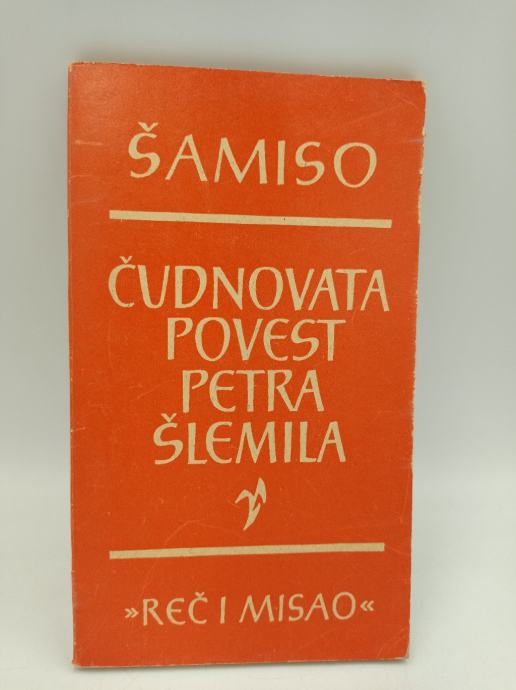 ŠAMISO
ČUDNOVATA
POVEST
PETRA
ŠLEMILA
»REČ I MISAO«